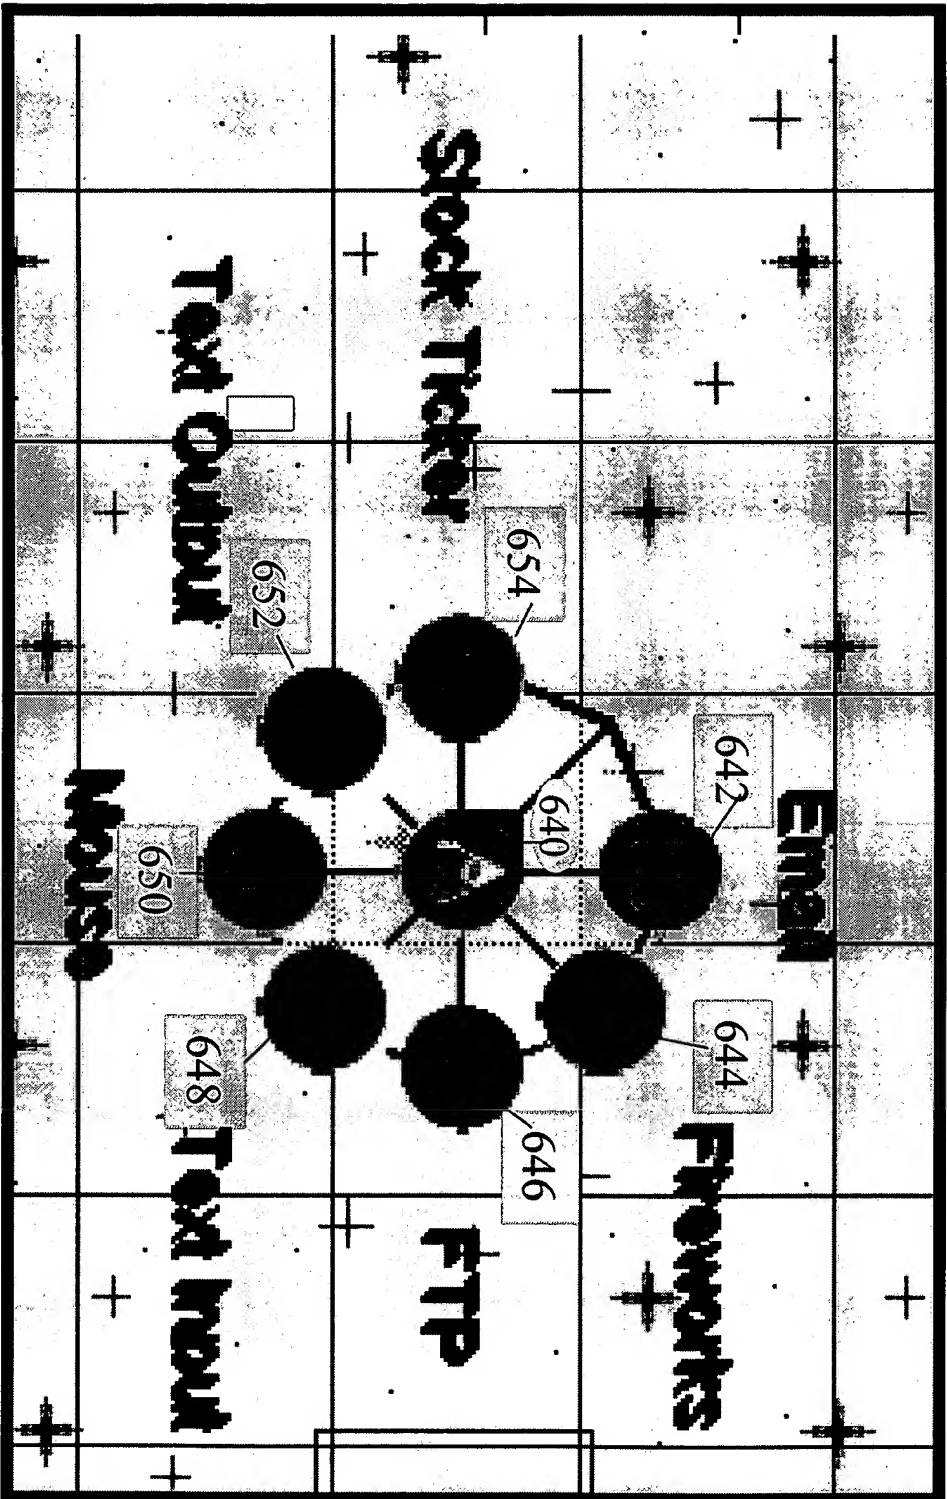 Email
642
644
Fireworks
640
654
646
Stock Ticker
FTP
652
648
Text Output
Text Input
650
Mouse